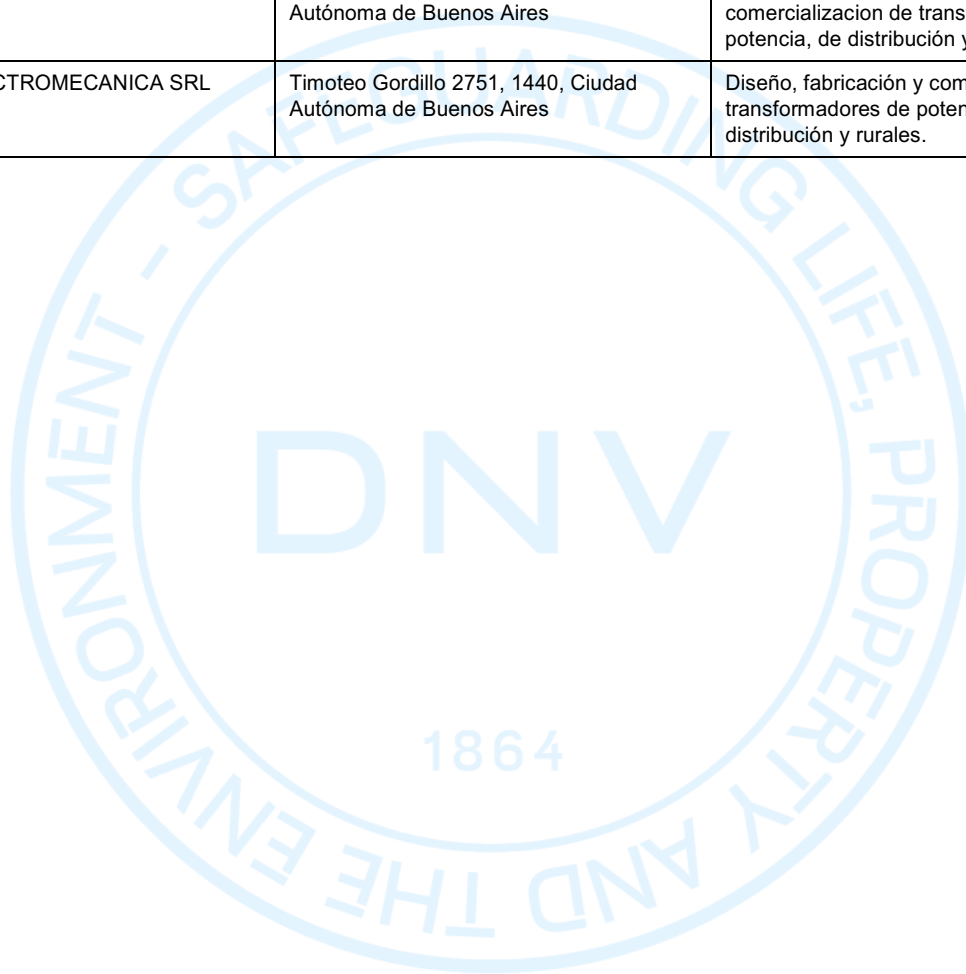 Autónoma de Buenos Aires
comercializacion de trans
potencia, de distribución y
CTROMECANICA SRL
Timoteo Gordillo 2751, 1440, Ciudad
Autónoma de Buenos Aires
Diseño, fabricación y com
transformadores de poten
distribución y rurales.
SAFEGUARDING LIFE, PROPERTY AND THE ENVIRONMENT -
DNV
1864